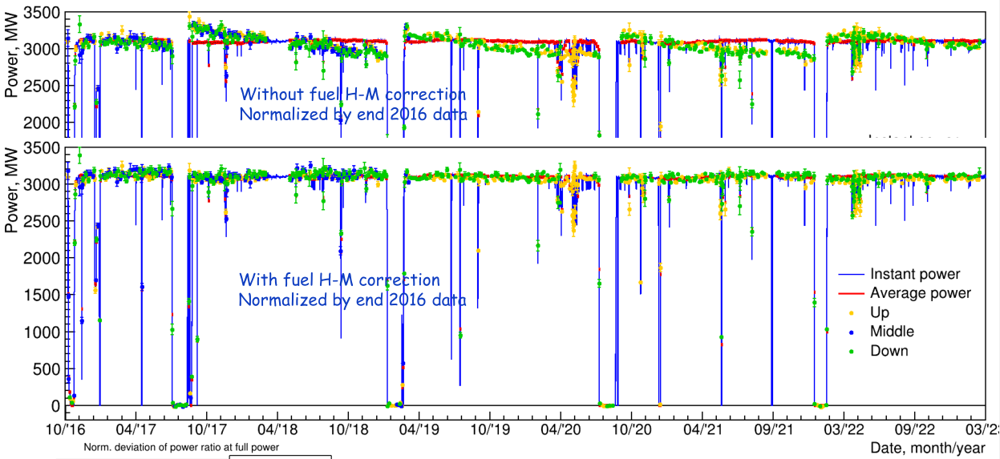 Power, MW
3500
3000
2500
2000
Without fuel H-M correction
Normalized by end 2016 data
Power, MW
3500
3000
2500
2000
1500
1000
500
0
With fuel H-M correction
Normalized by end 2016 data
Instant power
Average power
Up
Middle
Down
10/'16 04/'17 10/'17 04/'18 10/'18 04/'19 10/'19 04/'20 10/'20 04/'21 09/'21 03/'22 09/'22
Date, month/year
Norm. deviation of power ratio at full power